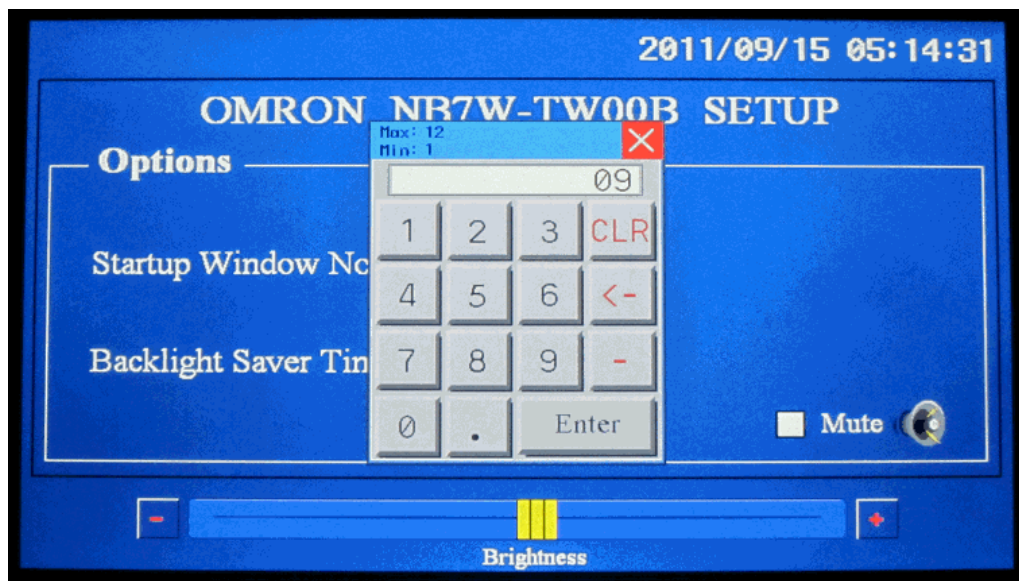 2011/09/15 05:14:31
OMRON NB7W-TW00B SETUP
Max: 12
Min: 1
Options
09
1 2 3 CLR
Startup Window No
4 5 6 <-
Backlight Saver Tim
7 8 9 -
0 . Enter
Mute
- +
Brightness